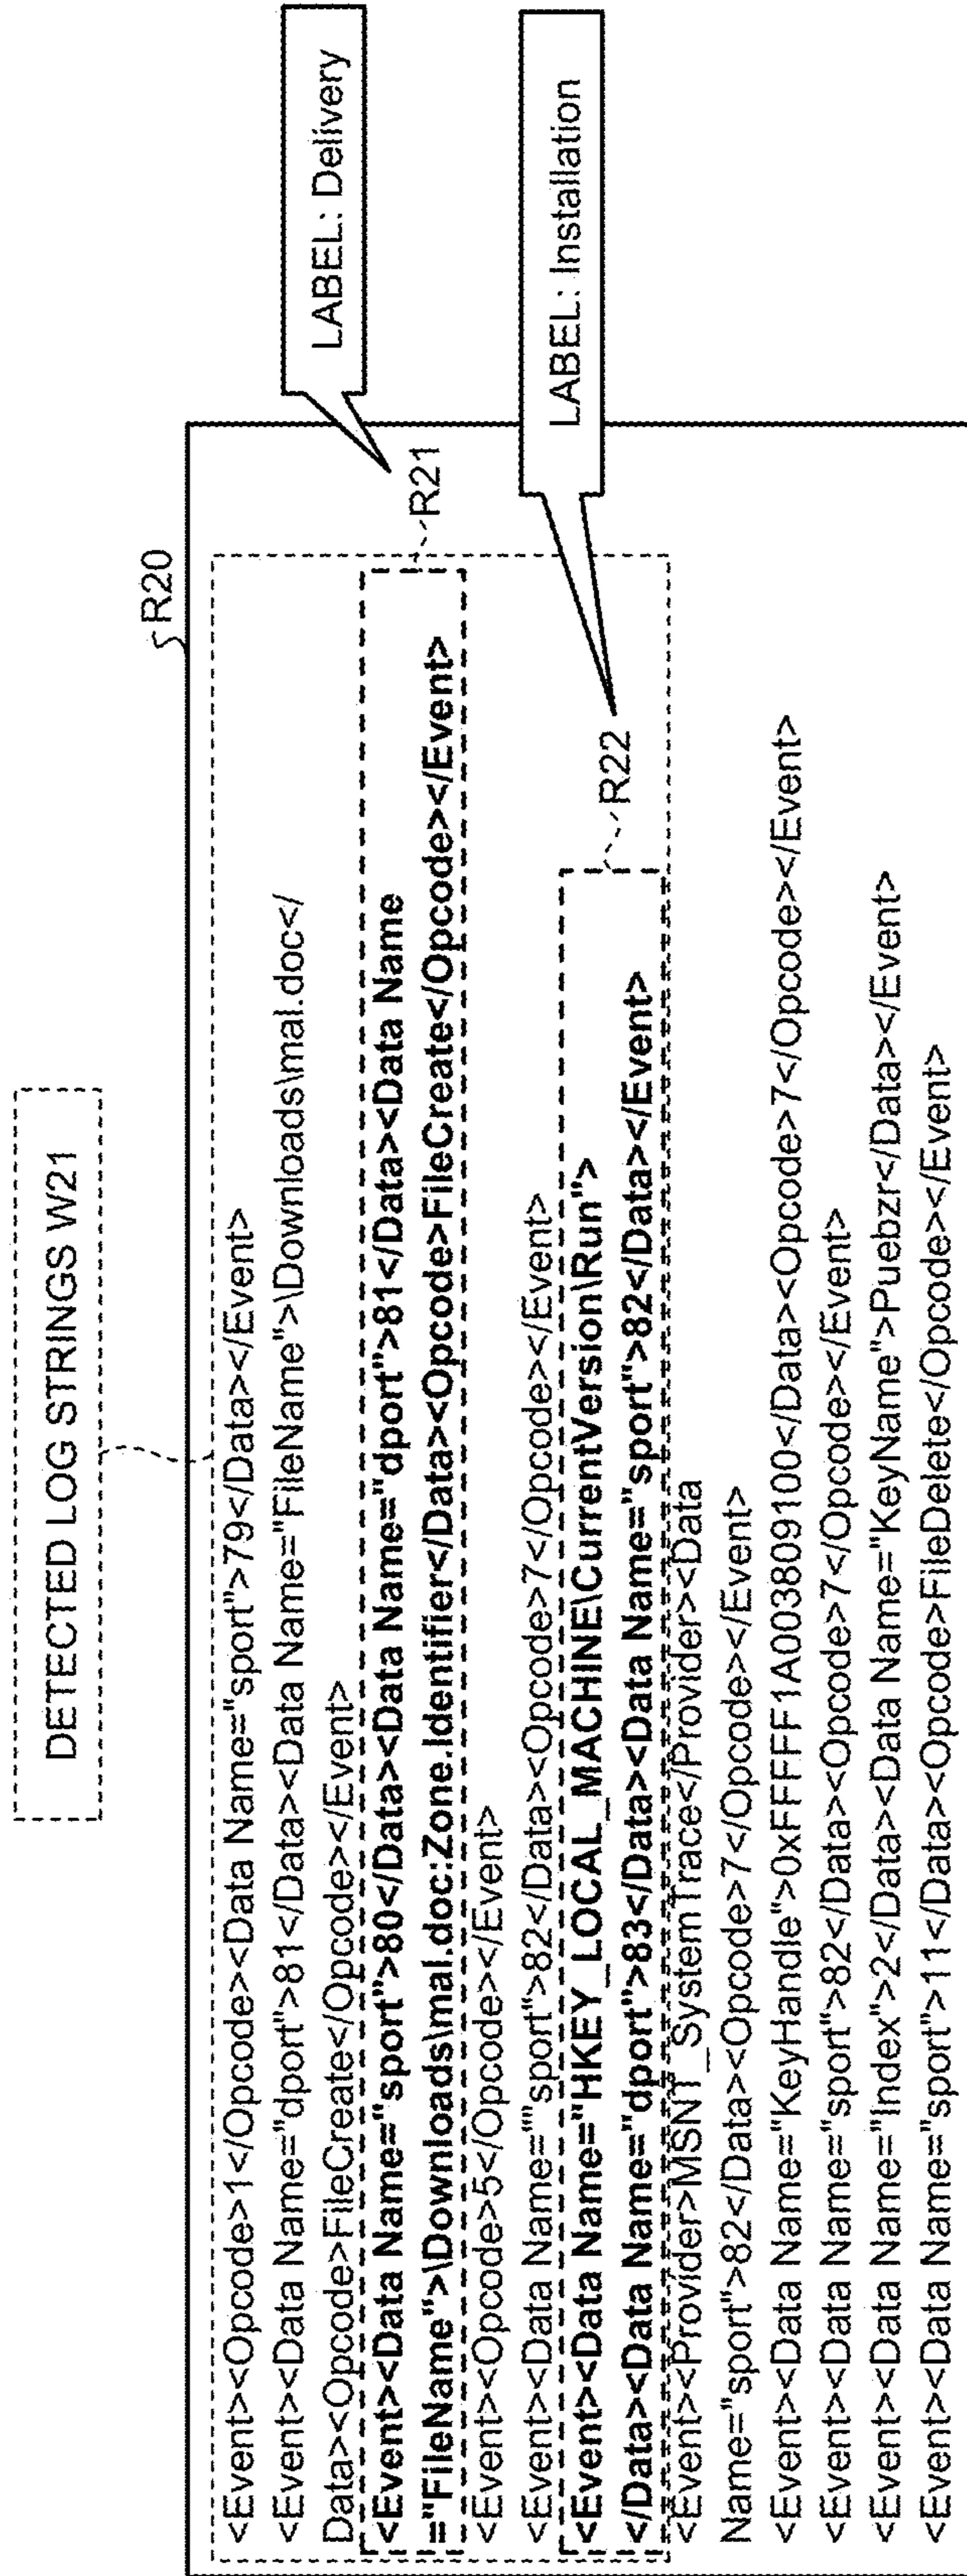 DETECTED LOG STRINGS W21
R20
<Event><Opcode>1</Opcode><Data Name="sport">79</Data></Event>
<Event><Data Name="dport">81</Data><Data Name="FileName">\Downloads\mal.doc</
Data><Opcode>FileCreate</Opcode></Event>
<Event><Data Name="sport">80</Data><Data Name="dport">81</Data><Data Name
="FileName">\Downloads\mal.doc:Zone.Identifier</Data><Opcode>FileCreate</Opcode></Event>
R21
LABEL: Delivery
<Event><Opcode>5</Opcode></Event>
<Event><Data Name=""sport">82</Data><Opcode>7</Opcode></Event>
<Event><Data Name="HKEY_LOCAL_MACHINE\CurrentVersion\Run">
</Data><Data Name="dport">83</Data><Data Name="sport">82</Data></Event>
R22
LABEL: Installation
<Event><Provider>MSNT_SystemTrace</Provider><Data
Name="sport">82</Data><Opcode>7</Opcode></Event>
<Event><Data Name="KeyHandle">0xFFFFF1A003809100</Data><Opcode>7</Opcode></Event>
<Event><Data Name="sport">82</Data><Opcode>7</Opcode></Event>
<Event><Data Name="Index">2</Data><Data Name="KeyName">Puebzr</Data></Event>
<Event><Data Name="sport">11</Data><Opcode>FileDelete</Opcode></Event>